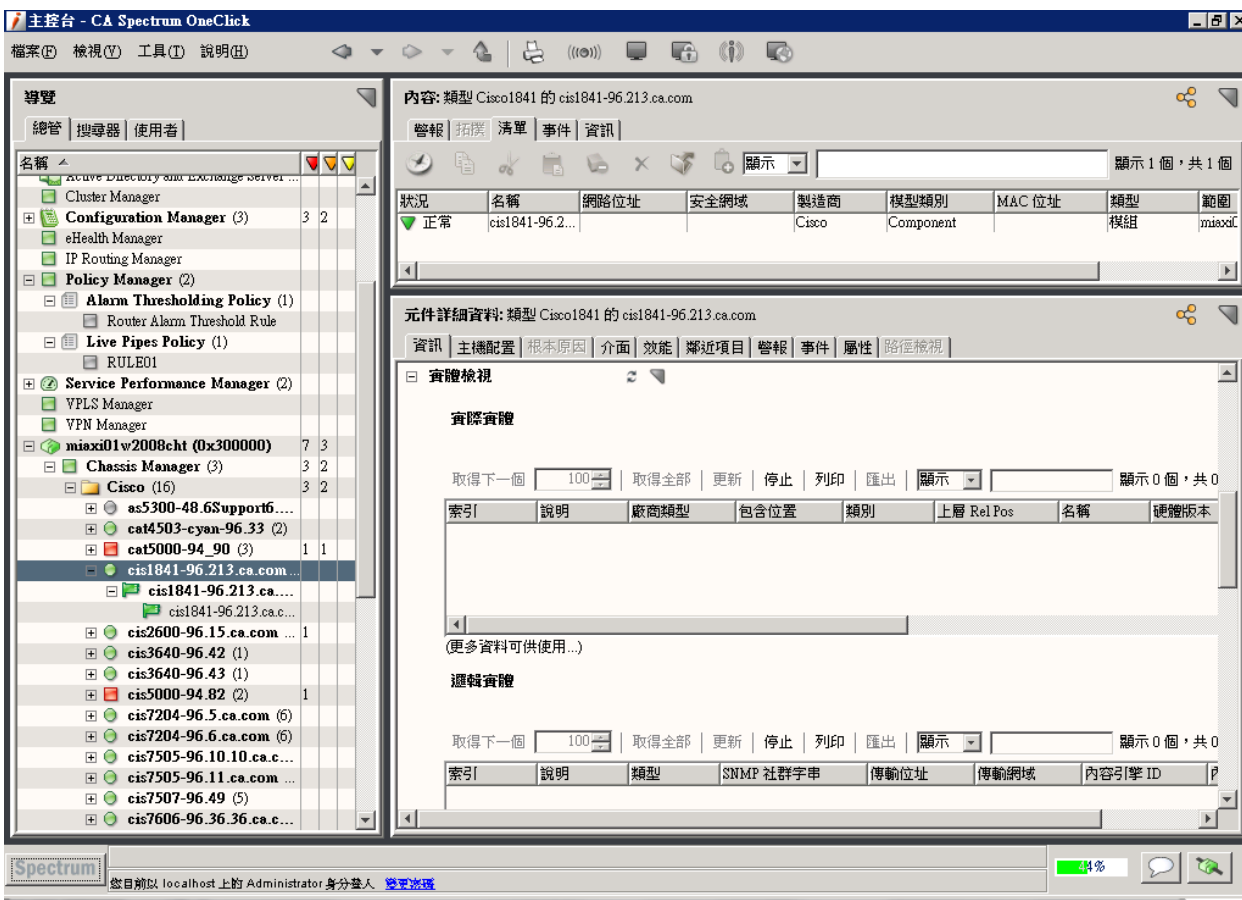 主控台 - CA Spectrum OneClick
檔案(F) 檢視(V) 工具(T) 說明(H)
導覽
總管 搜尋器 使用者
名稱
Active Directory and Exchange Server ...
Cluster Manager
Configuration Manager (3) 3 2
eHealth Manager
IP Routing Manager
Policy Manager (2)
Alarm Thresholding Policy (1)
Router Alarm Threshold Rule
Live Pipes Policy (1)
RULE01
Service Performance Manager (2)
VPLS Manager
VPN Manager
miaxi01w2008cht (0x300000) 7 3
Chassis Manager (3) 3 2
Cisco (16) 3 2
as5300-48.6Support6....
cat4503-cyan-96.33 (2)
cat5000-94_90 (3) 1 1
cis1841-96.213.ca.com...
cis1841-96.213.ca....
cis1841-96.213.ca.c...
cis2600-96.15.ca.com ... 1
cis3640-96.42 (1)
cis3640-96.43 (1)
cis5000-94.82 (2) 1
cis7204-96.5.ca.com (6)
cis7204-96.6.ca.com (6)
cis7505-96.10.10.ca.c...
cis7505-96.11.ca.com ...
cis7507-96.49 (5)
cis7606-96.36.36.ca.c...
內容: 類型 Cisco1841 的 cis1841-96.213.ca.com
警報 拓撲 清單 事件 資訊
顯示 顯示 1 個，共 1 個
狀況 名稱 網路位址 安全網域 製造商 模型類別 MAC 位址 類型 範圍
正常 cis1841-96.2... Cisco Component 模組 miaxi0
元件詳細資料: 類型 Cisco1841 的 cis1841-96.213.ca.com
資訊 主機配置 根本原因 介面 效能 鄰近項目 警報 事件 屬性 路徑檢視
實體檢視
實際實體
取得下一個 100 取得全部 更新 停止 列印 匯出 顯示 顯示 0 個，共 0
索引 說明 廠商類型 包含位置 類別 上層 Rel Pos 名稱 硬體版本
(更多資料可供使用...)
邏輯實體
取得下一個 100 取得全部 更新 停止 列印 匯出 顯示 顯示 0 個，共 0
索引 說明 類型 SNMP 社群字串 傳輸位址 傳輸網域 內容引擎 ID
Spectrum
您目前以 localhost 上的 Administrator 身分登入 變更密碼
44%